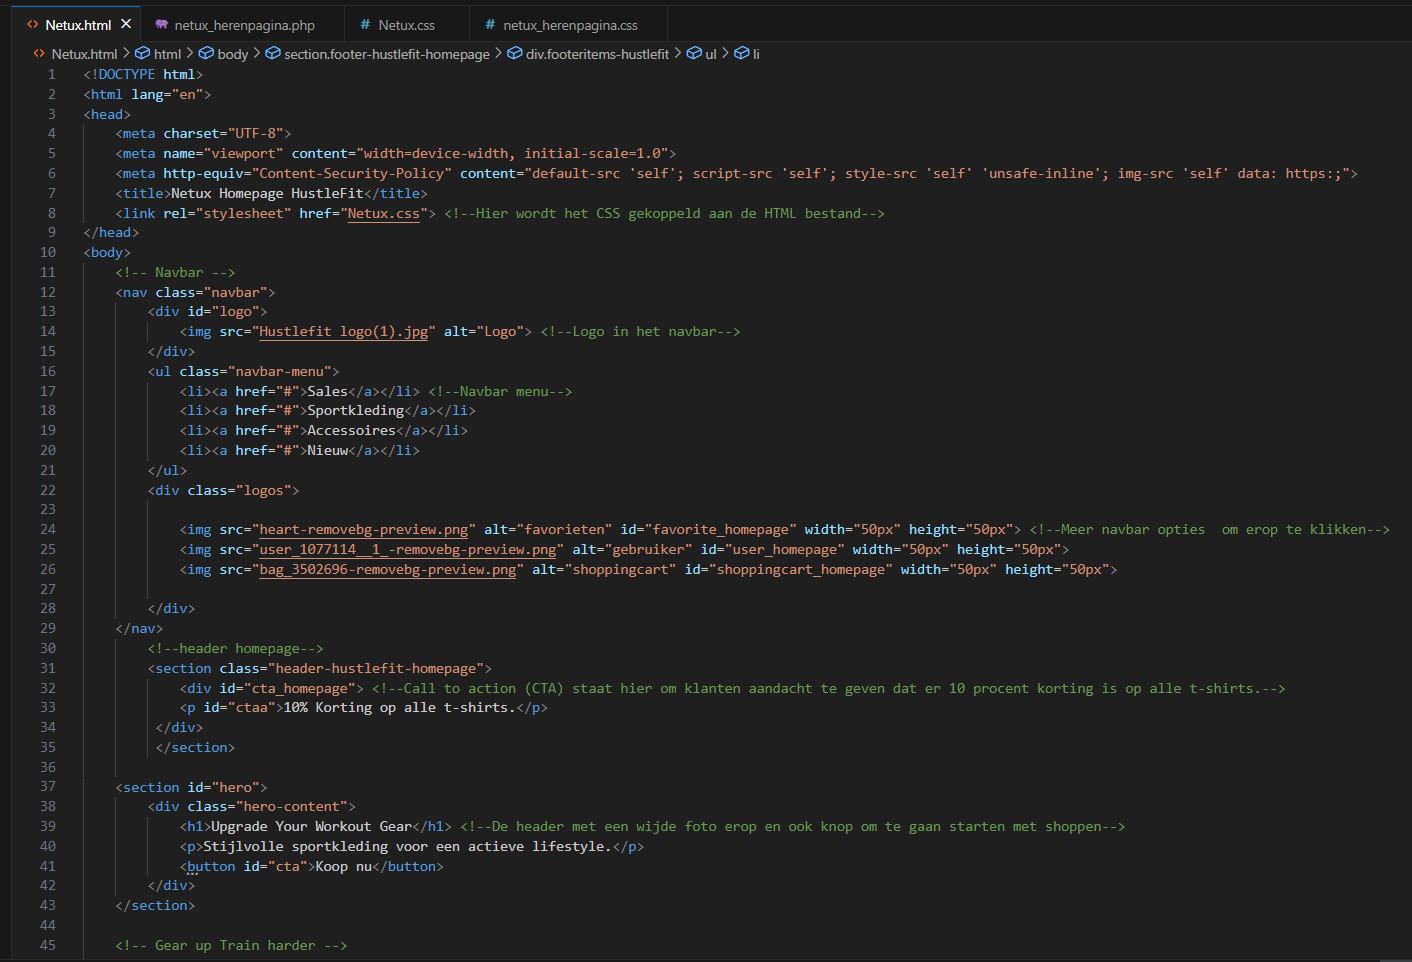 Netux.html netux_herenpagina.php Netux.css netux_herenpagina.css
Netux.html > html > body > section.footer-hustlefit-homepage > div.footeritems-hustlefit > ul > li
1 <!DOCTYPE html>
2 <html lang="en">
3 <head>
4 <meta charset="UTF-8">
5 <meta name="viewport" content="width=device-width, initial-scale=1.0">
6 <meta http-equiv="Content-Security-Policy" content="default-src 'self'; script-src 'self'; style-src 'self' 'unsafe-inline'; img-src 'self' data: https:;">
7 <title>Netux Homepage HustleFit</title>
8 <link rel="stylesheet" href="Netux.css"> <!--Hier wordt het CSS gekoppeld aan de HTML bestand-->
9 </head>
10 <body>
11 <!-- Navbar -->
12 <nav class="navbar">
13 <div id="logo">
14 <img src="Hustlefit logo(1).jpg" alt="Logo"> <!--Logo in het navbar-->
15 </div>
16 <ul class="navbar-menu">
17 <li><a href="#">Sales</a></li> <!--Navbar menu-->
18 <li><a href="#">Sportkleding</a></li>
19 <li><a href="#">Accessoires</a></li>
20 <li><a href="#">Nieuw</a></li>
21 </ul>
22 <div class="logos">
23
24 <img src="heart-removebg-preview.png" alt="favorieten" id="favorite_homepage" width="50px" height="50px"> <!--Meer navbar opties  om erop te klikken-->
25 <img src="user_1077114__1_-removebg-preview.png" alt="gebruiker" id="user_homepage" width="50px" height="50px">
26 <img src="bag_3502696-removebg-preview.png" alt="shoppingcart" id="shoppingcart_homepage" width="50px" height="50px">
27
28 </div>
29 </nav>
30 <!--header homepage-->
31 <section class="header-hustlefit-homepage">
32 <div id="cta_homepage"> <!--Call to action (CTA) staat hier om klanten aandacht te geven dat er 10 procent korting is op alle t-shirts.-->
33 <p id="ctaa">10% Korting op alle t-shirts.</p>
34 </div>
35 </section>
36
37 <section id="hero">
38 <div class="hero-content">
39 <h1>Upgrade Your Workout Gear</h1> <!--De header met een wijde foto erop en ook knop om te gaan starten met shoppen-->
40 <p>Stijlvolle sportkleding voor een actieve lifestyle.</p>
41 <button id="cta">Koop nu</button>
42 </div>
43 </section>
44
45 <!-- Gear up Train harder -->